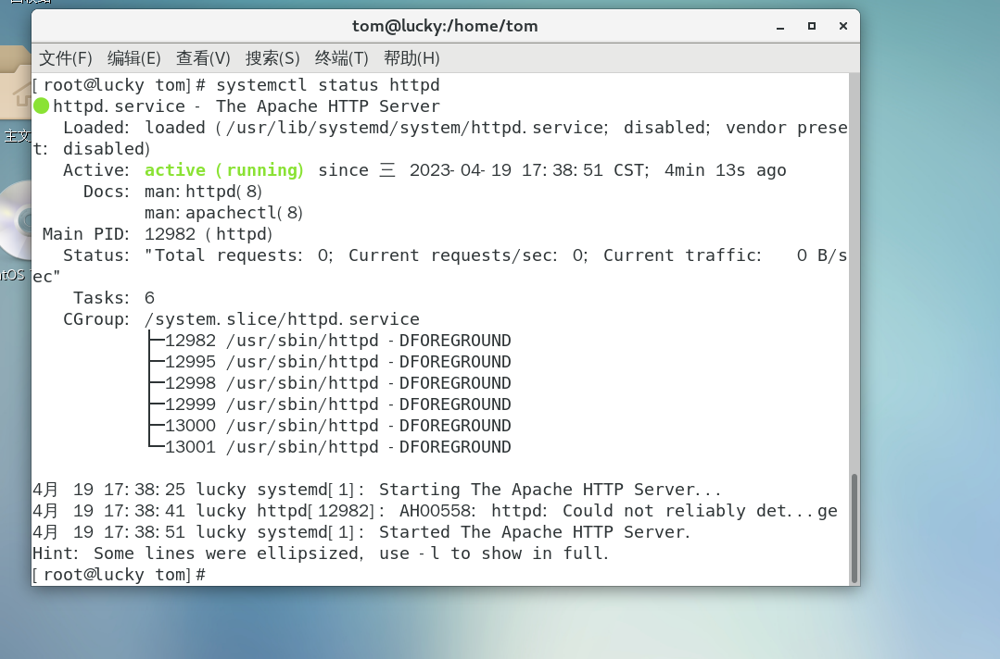 tom@lucky:/home/tom
文件(F) 编辑(E) 查看(V) 搜索(S) 终端(T) 帮助(H)
[root@lucky tom]# systemctl status httpd
httpd.service - The Apache HTTP Server
Loaded: loaded (/usr/lib/systemd/system/httpd.service; disabled; vendor prese
t: disabled)
Active: active (running) since 三 2023-04-19 17:38:51 CST; 4min 13s ago
Docs: man:httpd(8)
man:apachectl(8)
Main PID: 12982 (httpd)
Status: "Total requests: 0; Current requests/sec: 0; Current traffic:   0 B/s
ec"
Tasks: 6
CGroup: /system.slice/httpd.service
├─12982 /usr/sbin/httpd -DFOREGROUND
├─12995 /usr/sbin/httpd -DFOREGROUND
├─12998 /usr/sbin/httpd -DFOREGROUND
├─12999 /usr/sbin/httpd -DFOREGROUND
├─13000 /usr/sbin/httpd -DFOREGROUND
└─13001 /usr/sbin/httpd -DFOREGROUND
4月 19 17:38:25 lucky systemd[1]: Starting The Apache HTTP Server...
4月 19 17:38:41 lucky httpd[12982]: AH00558: httpd: Could not reliably det...ge
4月 19 17:38:51 lucky systemd[1]: Started The Apache HTTP Server.
Hint: Some lines were ellipsized, use -l to show in full.
[root@lucky tom]#
主文
tOS